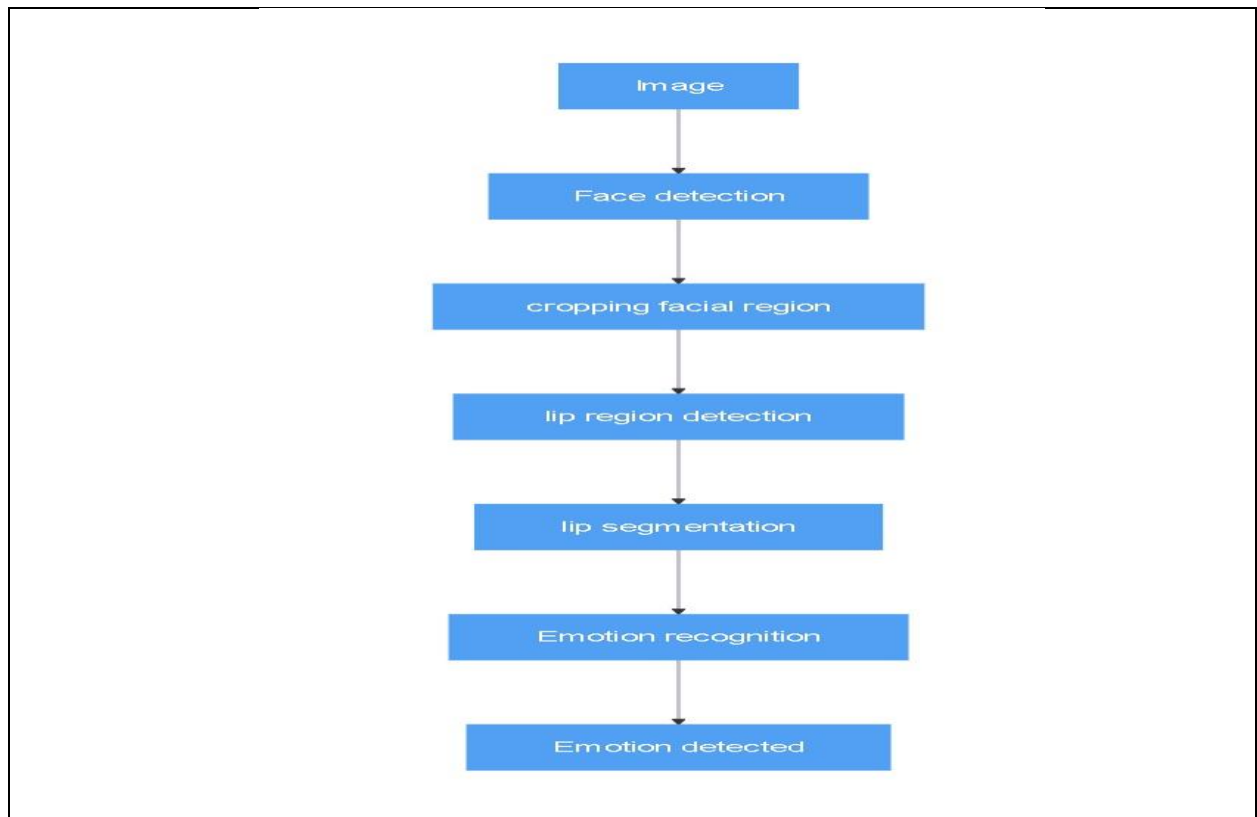 Image
Face detection
cropping facial region
lip region detection
lip segmentation
Emotion recognition
Emotion detected